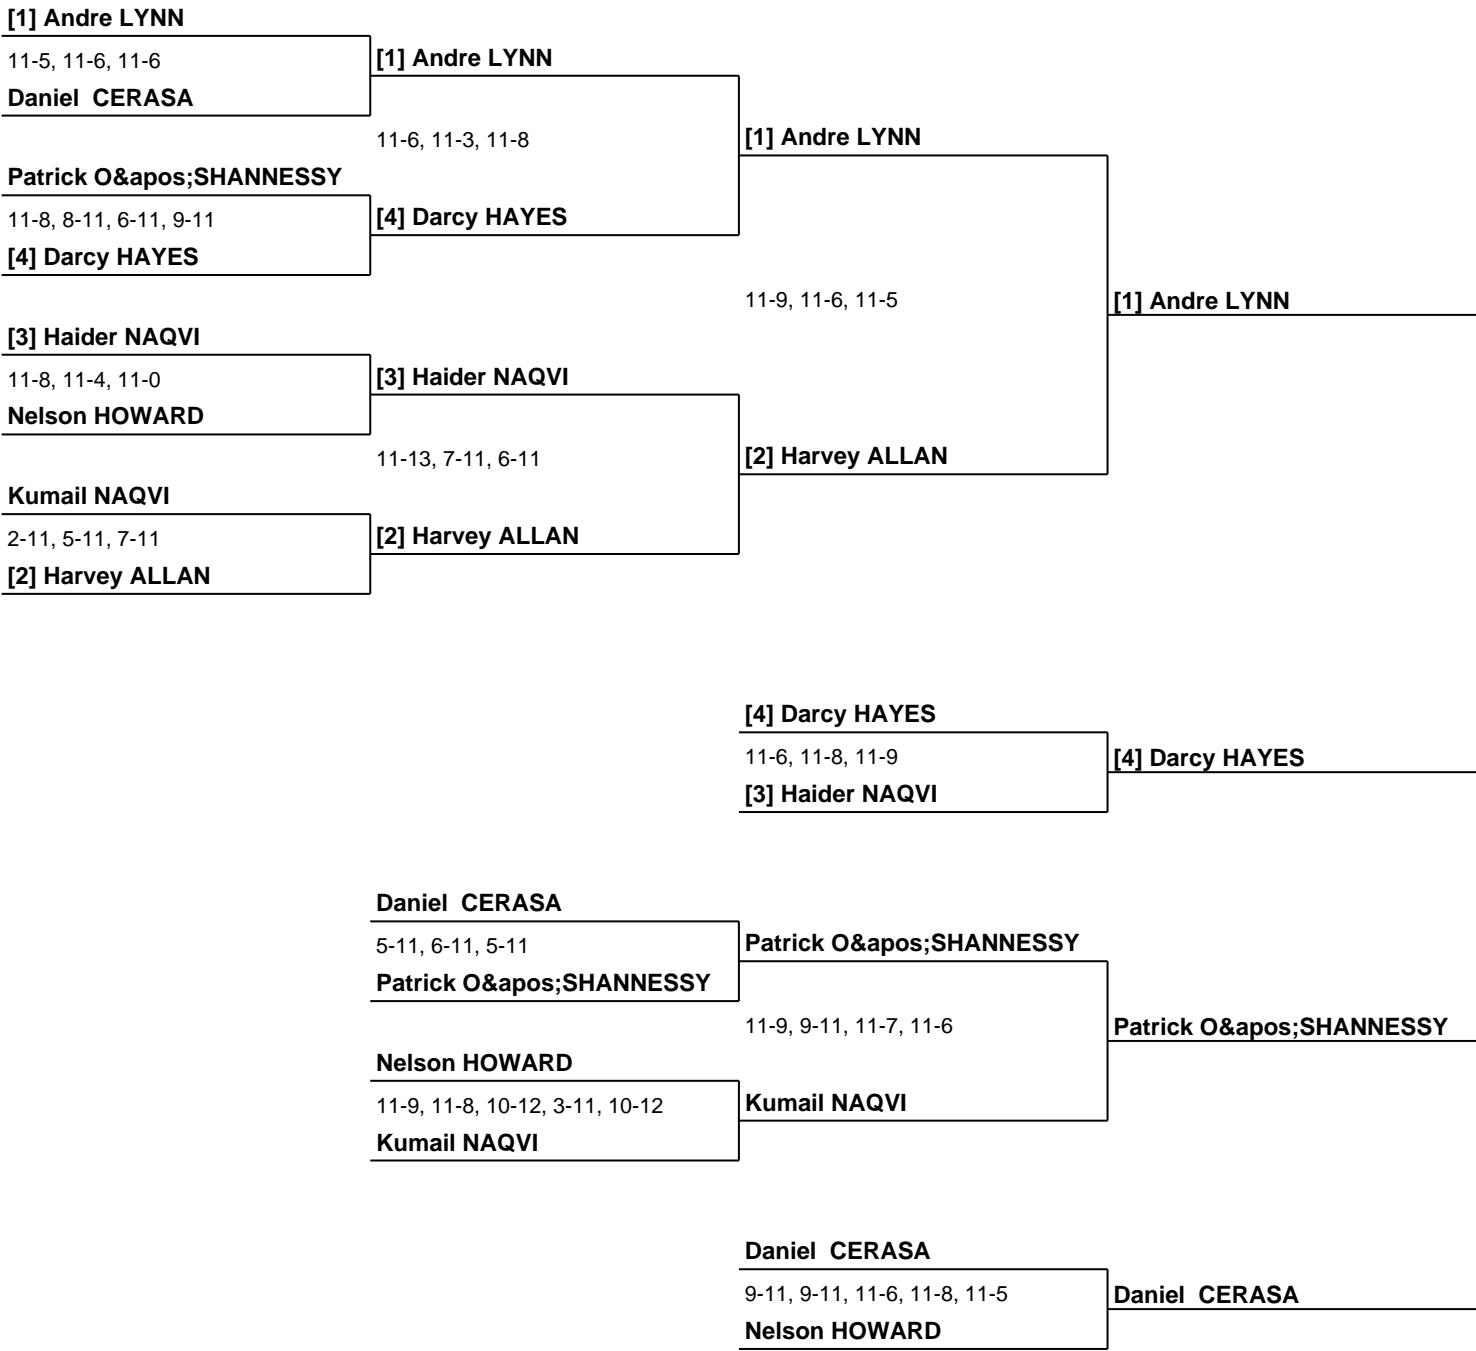 [1] Andre LYNN
11-5, 11-6, 11-6
[1] Andre LYNN
Daniel  CERASA
11-6, 11-3, 11-8
[1] Andre LYNN
Patrick O&apos;SHANNESSY
11-8, 8-11, 6-11, 9-11
[4] Darcy HAYES
[4] Darcy HAYES
11-9, 11-6, 11-5
[1] Andre LYNN
[3] Haider NAQVI
11-8, 11-4, 11-0
[3] Haider NAQVI
Nelson HOWARD
11-13, 7-11, 6-11
[2] Harvey ALLAN
Kumail NAQVI
2-11, 5-11, 7-11
[2] Harvey ALLAN
[2] Harvey ALLAN
[4] Darcy HAYES
11-6, 11-8, 11-9
[4] Darcy HAYES
[3] Haider NAQVI
Daniel  CERASA
5-11, 6-11, 5-11
Patrick O&apos;SHANNESSY
Patrick O&apos;SHANNESSY
11-9, 9-11, 11-7, 11-6
Patrick O&apos;SHANNESSY
Nelson HOWARD
11-9, 11-8, 10-12, 3-11, 10-12
Kumail NAQVI
Kumail NAQVI
Daniel  CERASA
9-11, 9-11, 11-6, 11-8, 11-5
Daniel  CERASA
Nelson HOWARD